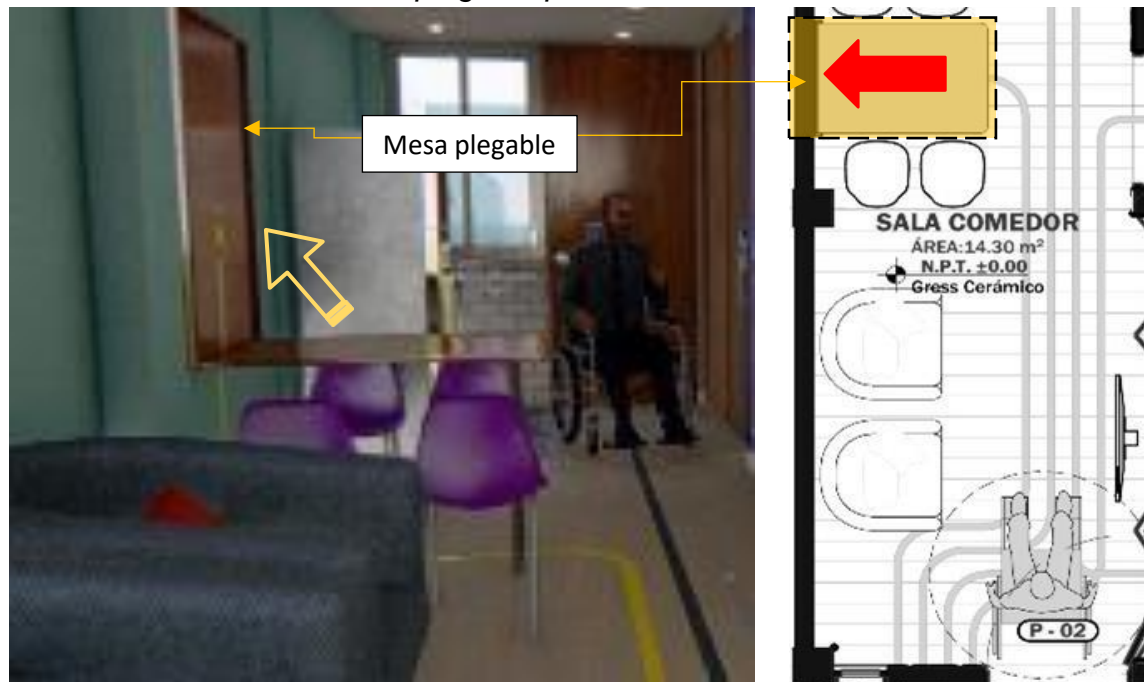 Mesa plegable
SALA COMEDOR
ÁREA:14.30 m²
N.P.T. ±0.00
Gress Cerámico
P - 02